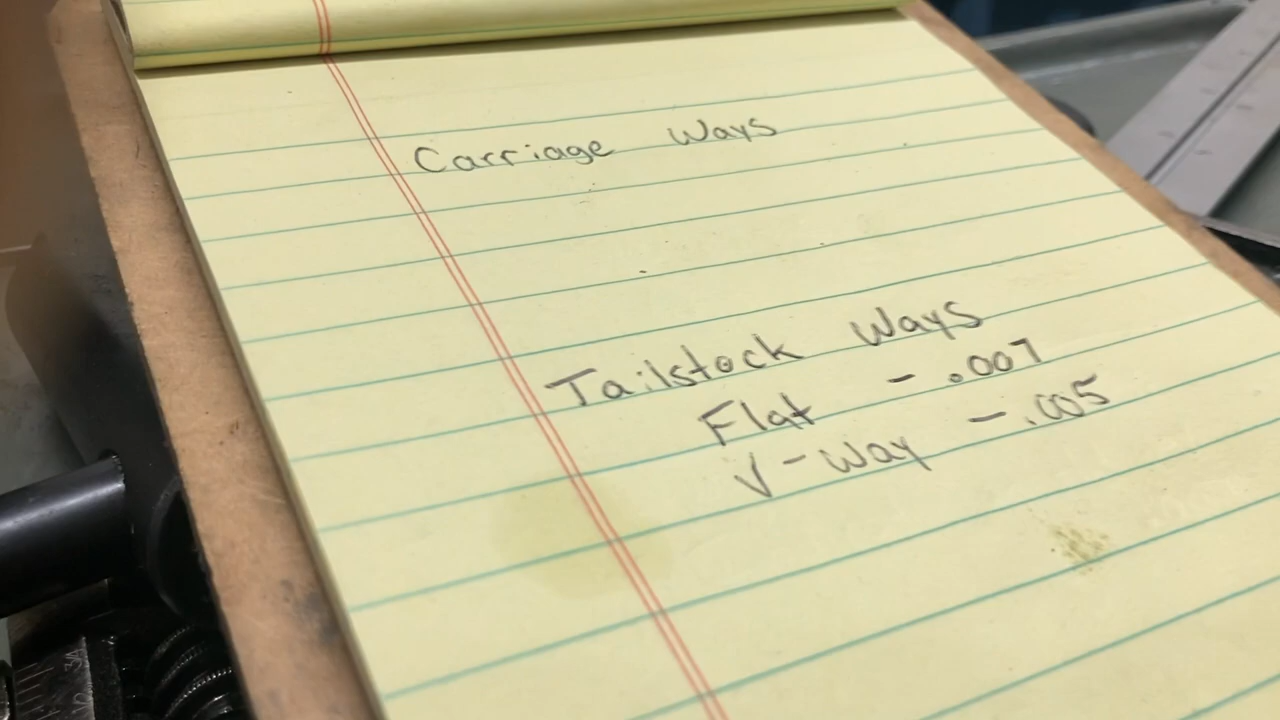 Carriage Ways
Tailstock Ways
Flat - .007
V-Way - .005